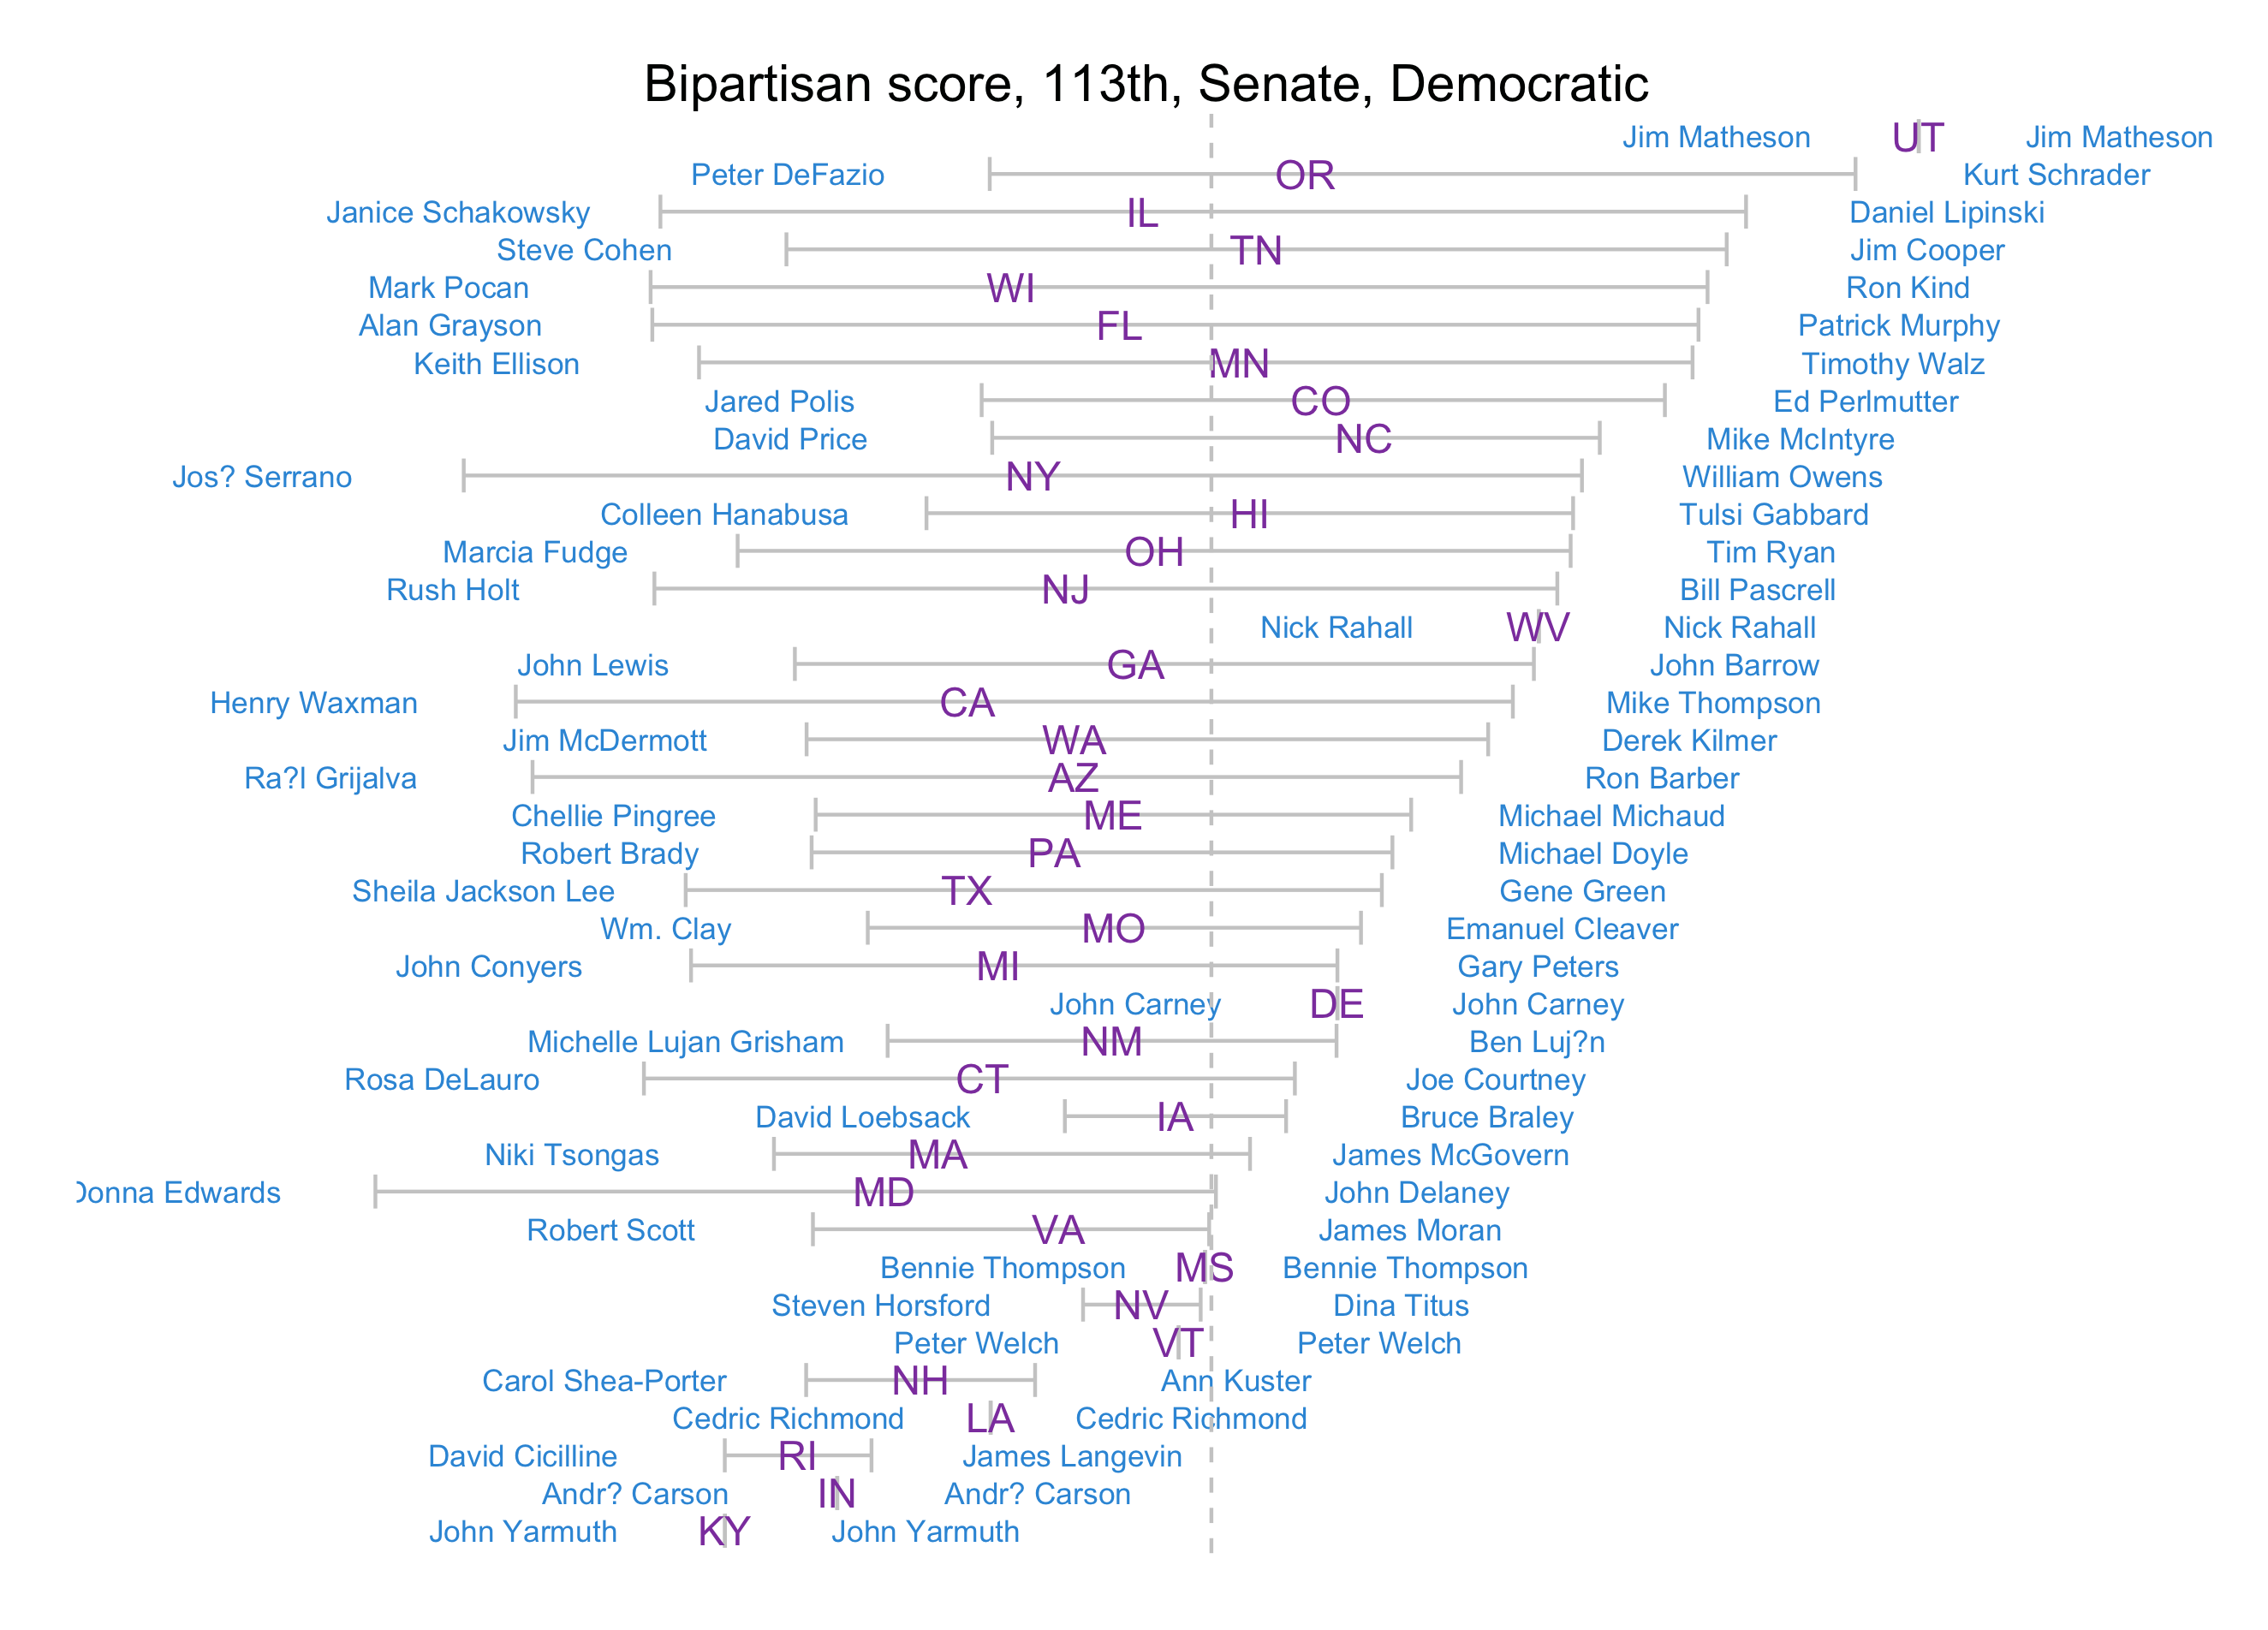 Bipartisan score, 113th, Senate, Democratic
Jim Matheson UT Jim Matheson
Peter DeFazio OR Kurt Schrader
Janice Schakowsky IL Daniel Lipinski
Steve Cohen TN Jim Cooper
Mark Pocan WI Ron Kind
Alan Grayson FL Patrick Murphy
Keith Ellison MN Timothy Walz
Jared Polis CO Ed Perlmutter
David Price NC Mike McIntyre
Jos? Serrano NY William Owens
Colleen Hanabusa HI Tulsi Gabbard
Marcia Fudge OH Tim Ryan
Rush Holt NJ Bill Pascrell
Nick Rahall WV Nick Rahall
John Lewis GA John Barrow
Henry Waxman CA Mike Thompson
Jim McDermott WA Derek Kilmer
Ra?l Grijalva AZ Ron Barber
Chellie Pingree ME Michael Michaud
Robert Brady PA Michael Doyle
Sheila Jackson Lee TX Gene Green
Wm. Clay MO Emanuel Cleaver
John Conyers MI Gary Peters
John Carney DE John Carney
Michelle Lujan Grisham NM Ben Luj?n
Rosa DeLauro CT Joe Courtney
David Loebsack IA Bruce Braley
Niki Tsongas MA James McGovern
Donna Edwards MD John Delaney
Robert Scott VA James Moran
Bennie Thompson MS Bennie Thompson
Steven Horsford NV Dina Titus
Peter Welch VT Peter Welch
Carol Shea-Porter NH Ann Kuster
Cedric Richmond LA Cedric Richmond
David Cicilline RI James Langevin
Andr? Carson IN Andr? Carson
John Yarmuth KY John Yarmuth